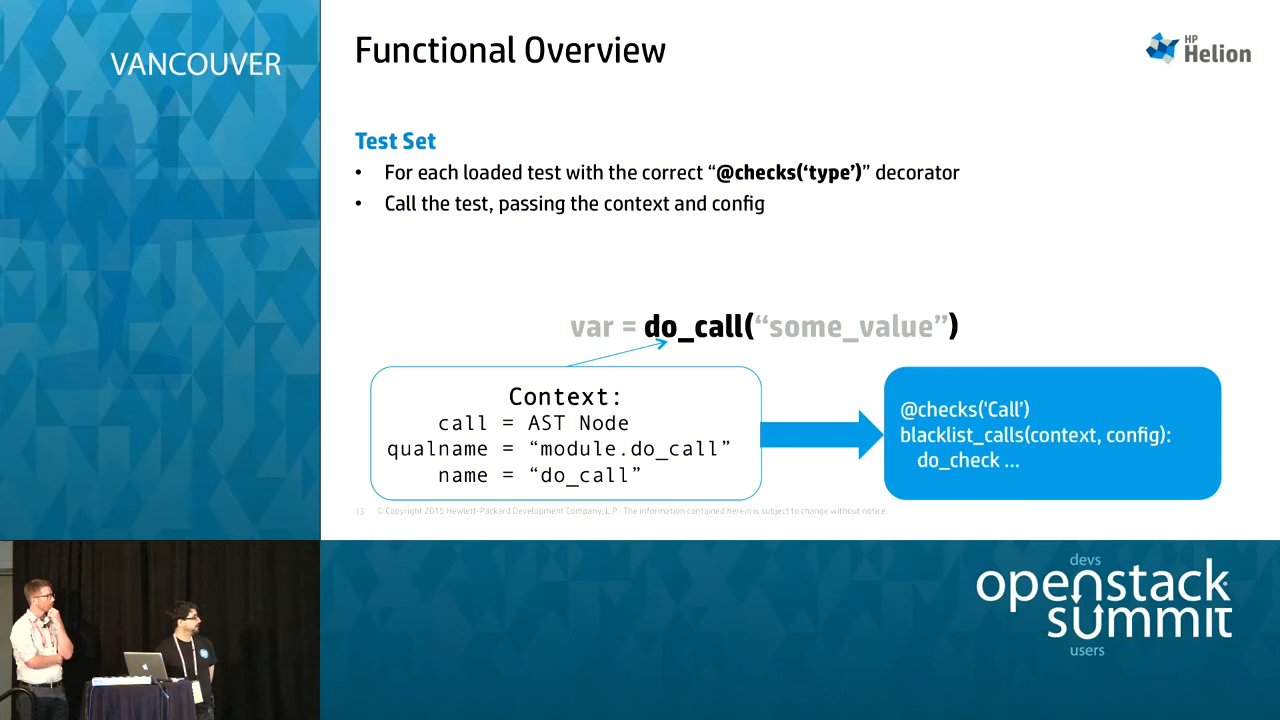 VANCOUVER
Functional Overview
HP
Helion
Test Set
• For each loaded test with the correct “@checks(‘type’)” decorator
• Call the test, passing the context and config
var = do_call(“some_value”)
Context:
call = AST Node
qualname = “module.do_call”
name = “do_call”
@checks('Call')
blacklist_calls(context, config):
do_check ...
13 © Copyright 2015 Hewlett-Packard Development Company, L.P. The information contained herein is subject to change without notice.
devs
openstack
summit
users